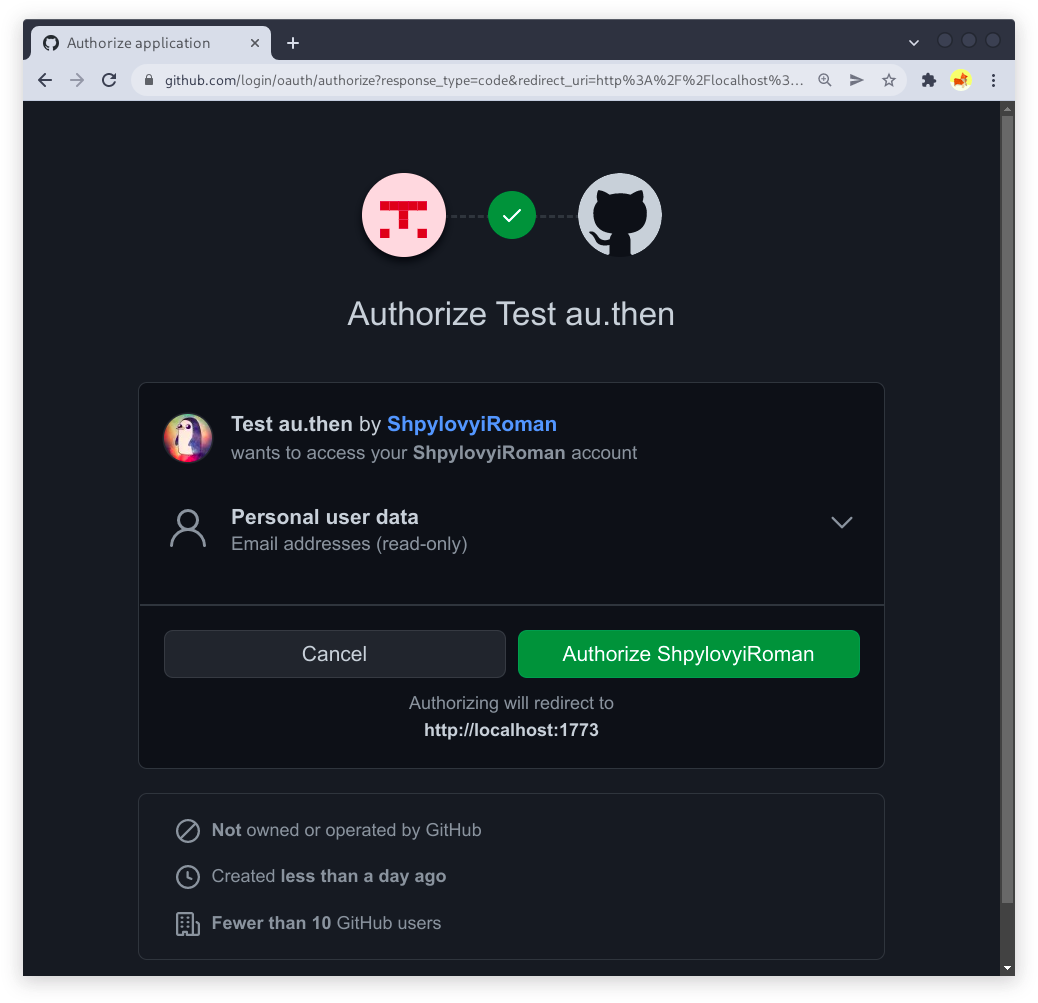 Authorize application
github.com/login/oauth/authorize?response_type=code&redirect_uri=http%3A%2F%2Flocalhost%3...
Authorize Test au.then
Test au.then by ShpylovyiRoman
wants to access your ShpylovyiRoman account
Personal user data
Email addresses (read-only)
Cancel
Authorize ShpylovyiRoman
Authorizing will redirect to
http://localhost:1773
Not owned or operated by GitHub
Created less than a day ago
Fewer than 10 GitHub users